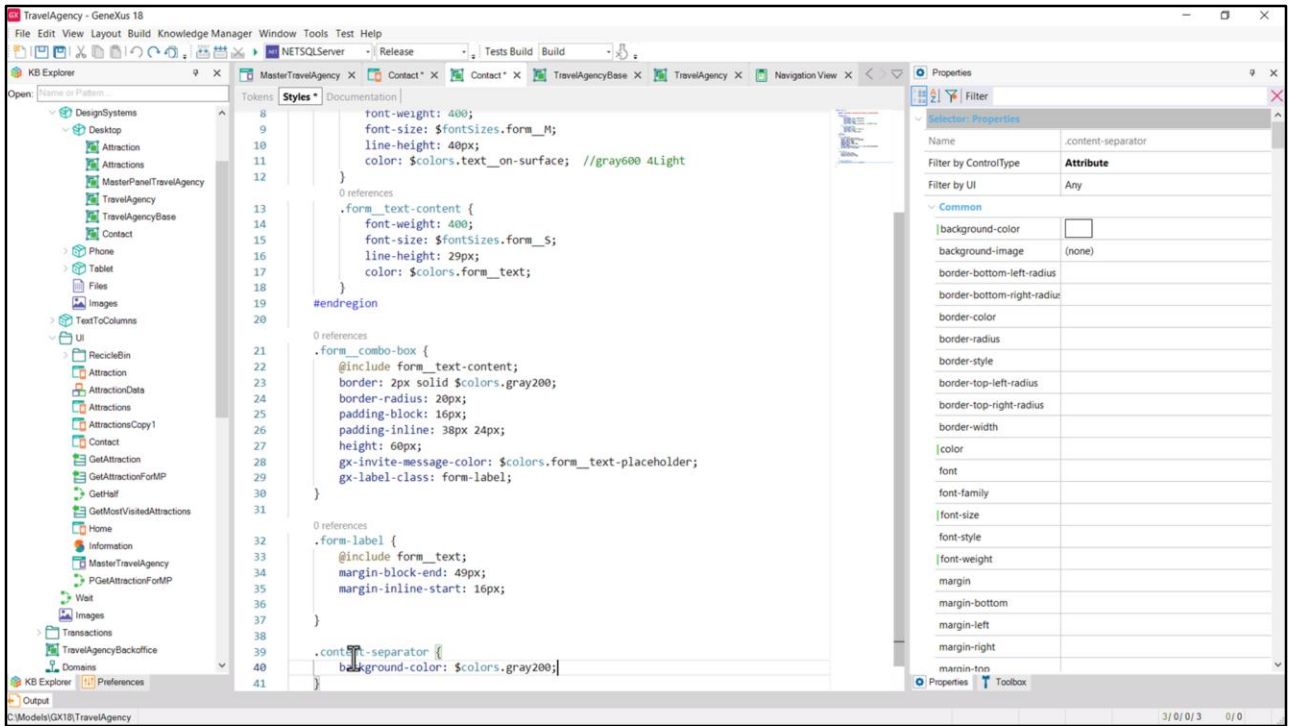 GX TravelAgency - GeneXus 18
File Edit View Layout Build Knowledge Manager Window Tools Test Help
NETSQLServer Release Tests Build Build
KB Explorer
Open: Name or Pattern...
DesignSystems
Desktop
Attraction
Attractions
MasterPanelTravelAgency
TravelAgency
TravelAgencyBase
Contact
Phone
Tablet
Files
Images
TextToColumns
UI
RecicleBin
Attraction
AttractionData
Attractions
AttractionsCopy1
Contact
GetAttraction
GetAttractionForMP
GetHalf
GetMostVisitedAttractions
Home
Information
MasterTravelAgency
PGetAttractionForMP
Wait
Images
Transactions
TravelAgencyBackoffice
Domains
KB Explorer Preferences
MasterTravelAgency X Contact * X Contact * X TravelAgencyBase X TravelAgency X Navigation View X
Tokens Styles * Documentation
8 font-weight: 400;
9 font-size: $fontSizes.form__M;
10 line-height: 40px;
11 color: $colors.text__on-surface; //gray600 4Light
12 }
0 references
13 .form__text-content {
14 font-weight: 400;
15 font-size: $fontSizes.form__S;
16 line-height: 29px;
17 color: $colors.form__text;
18 }
19 #endregion
20
0 references
21 .form__combo-box {
22 @include form__text-content;
23 border: 2px solid $colors.gray200;
24 border-radius: 20px;
25 padding-block: 16px;
26 padding-inline: 38px 24px;
27 height: 60px;
28 gx-invite-message-color: $colors.form__text-placeholder;
29 gx-label-class: form-label;
30 }
31
0 references
32 .form-label {
33 @include form__text;
34 margin-block-end: 49px;
35 margin-inline-start: 16px;
36
37 }
38
39 .content-separator {
40 background-color: $colors.gray200;
41 }
Properties
Filter
Selector: Properties
Name .content-separator
Filter by ControlType Attribute
Filter by UI Any
Common
background-color
background-image (none)
border-bottom-left-radius
border-bottom-right-radius
border-color
border-radius
border-style
border-top-left-radius
border-top-right-radius
border-width
color
font
font-family
font-size
font-style
font-weight
margin
margin-bottom
margin-left
margin-right
margin-top
Properties Toolbox
Output
C:\Models\GX18\TravelAgency
3/0/0/3 0/0